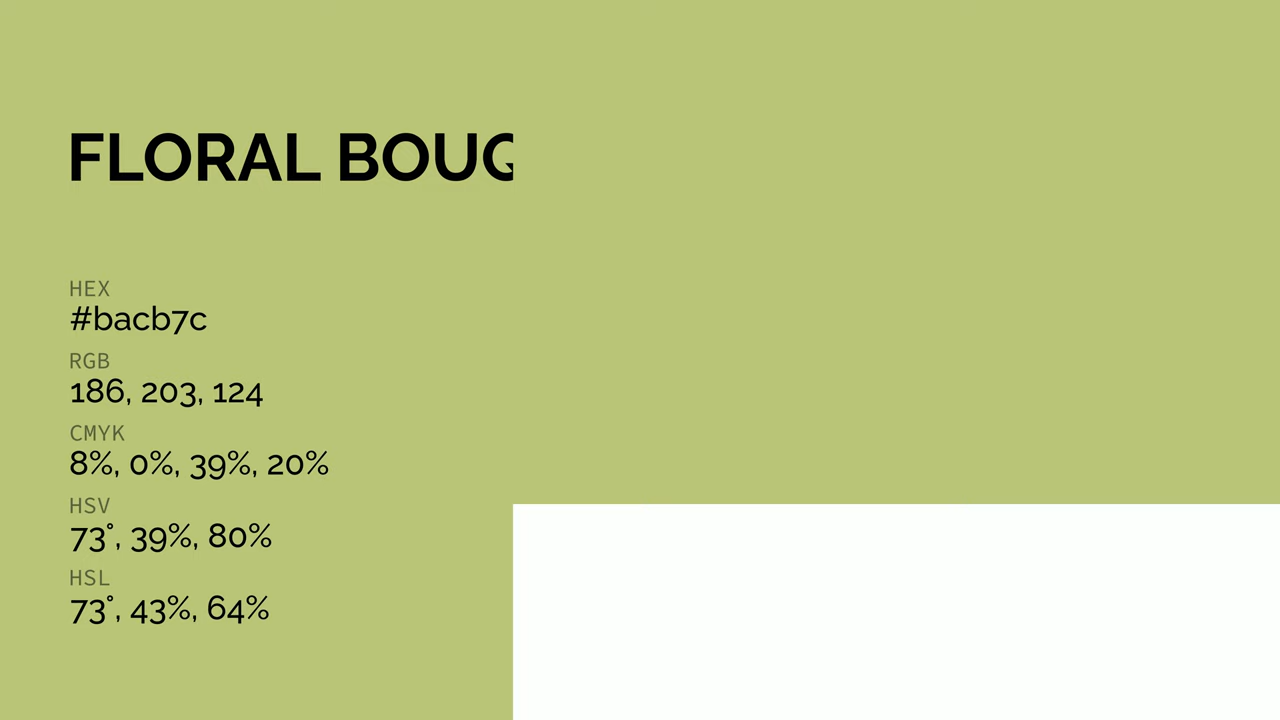 FLORAL BOUQ
HEX
#bacb7c
RGB
186, 203, 124
CMYK
8%, 0%, 39%, 20%
HSV
73°, 39%, 80%
HSL
73°, 43%, 64%